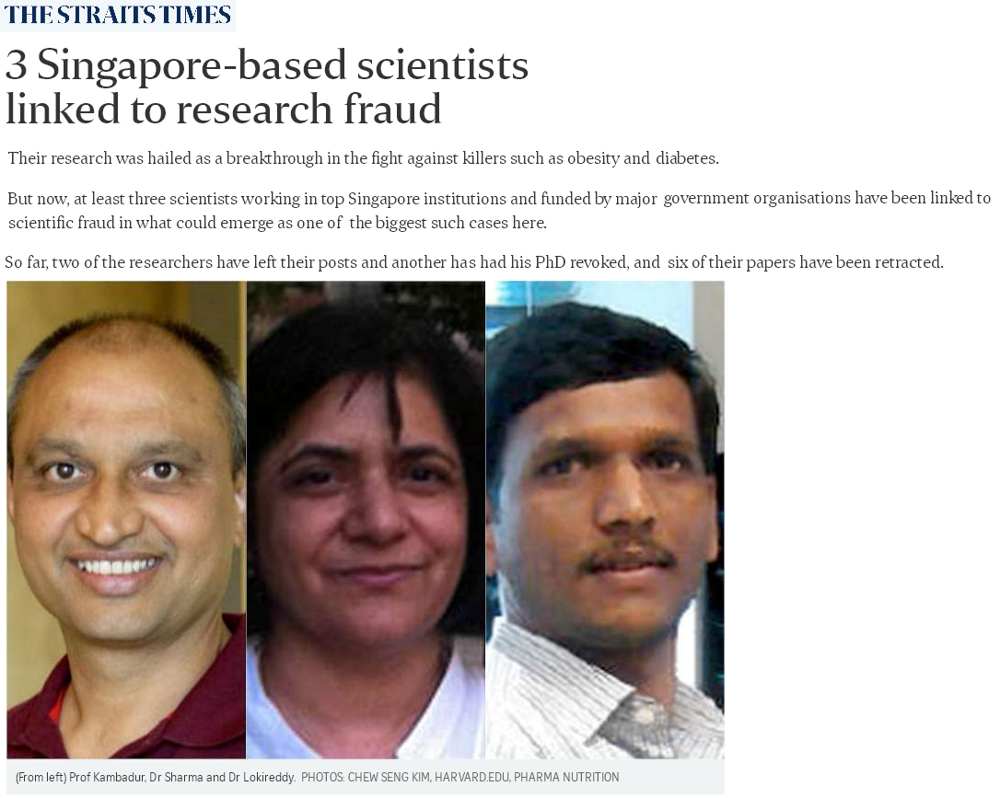 THE STRAITS TIMES
3 Singapore-based scientists
linked to research fraud
Their research was hailed as a breakthrough in the fight against killers such as obesity and diabetes.
But now, at least three scientists working in top Singapore institutions and funded by major government organisations have been linked to
scientific fraud in what could emerge as one of the biggest such cases here.
So far, two of the researchers have left their posts and another has had his PhD revoked, and six of their papers have been retracted.
(From left) Prof Kambadur, Dr Sharma and Dr Lokireddy. PHOTOS: CHEW SENG KIM, HARVARD.EDU, PHARMA NUTRITION